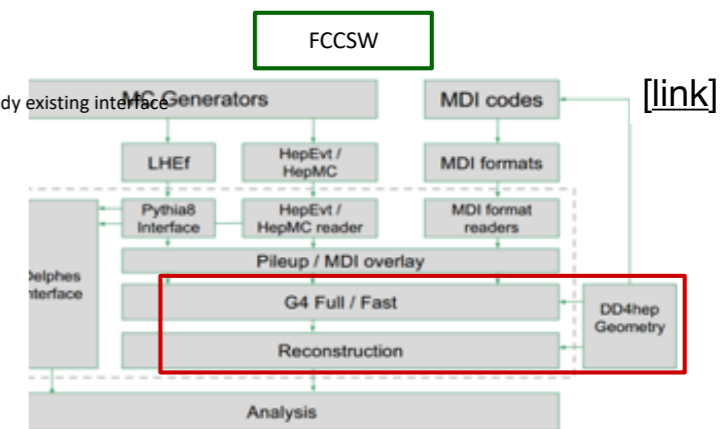 FCCSW
[link]
MC Generators
MDI codes
dy existing interface
LHEf
HepEvt /
HepMC
MDI formats
Pythia8
Interface
HepEvt /
HepMC reader
MDI format
readers
Pileup / MDI overlay
Delphes
nterface
G4 Full / Fast
DD4hep
Geometry
Reconstruction
Analysis